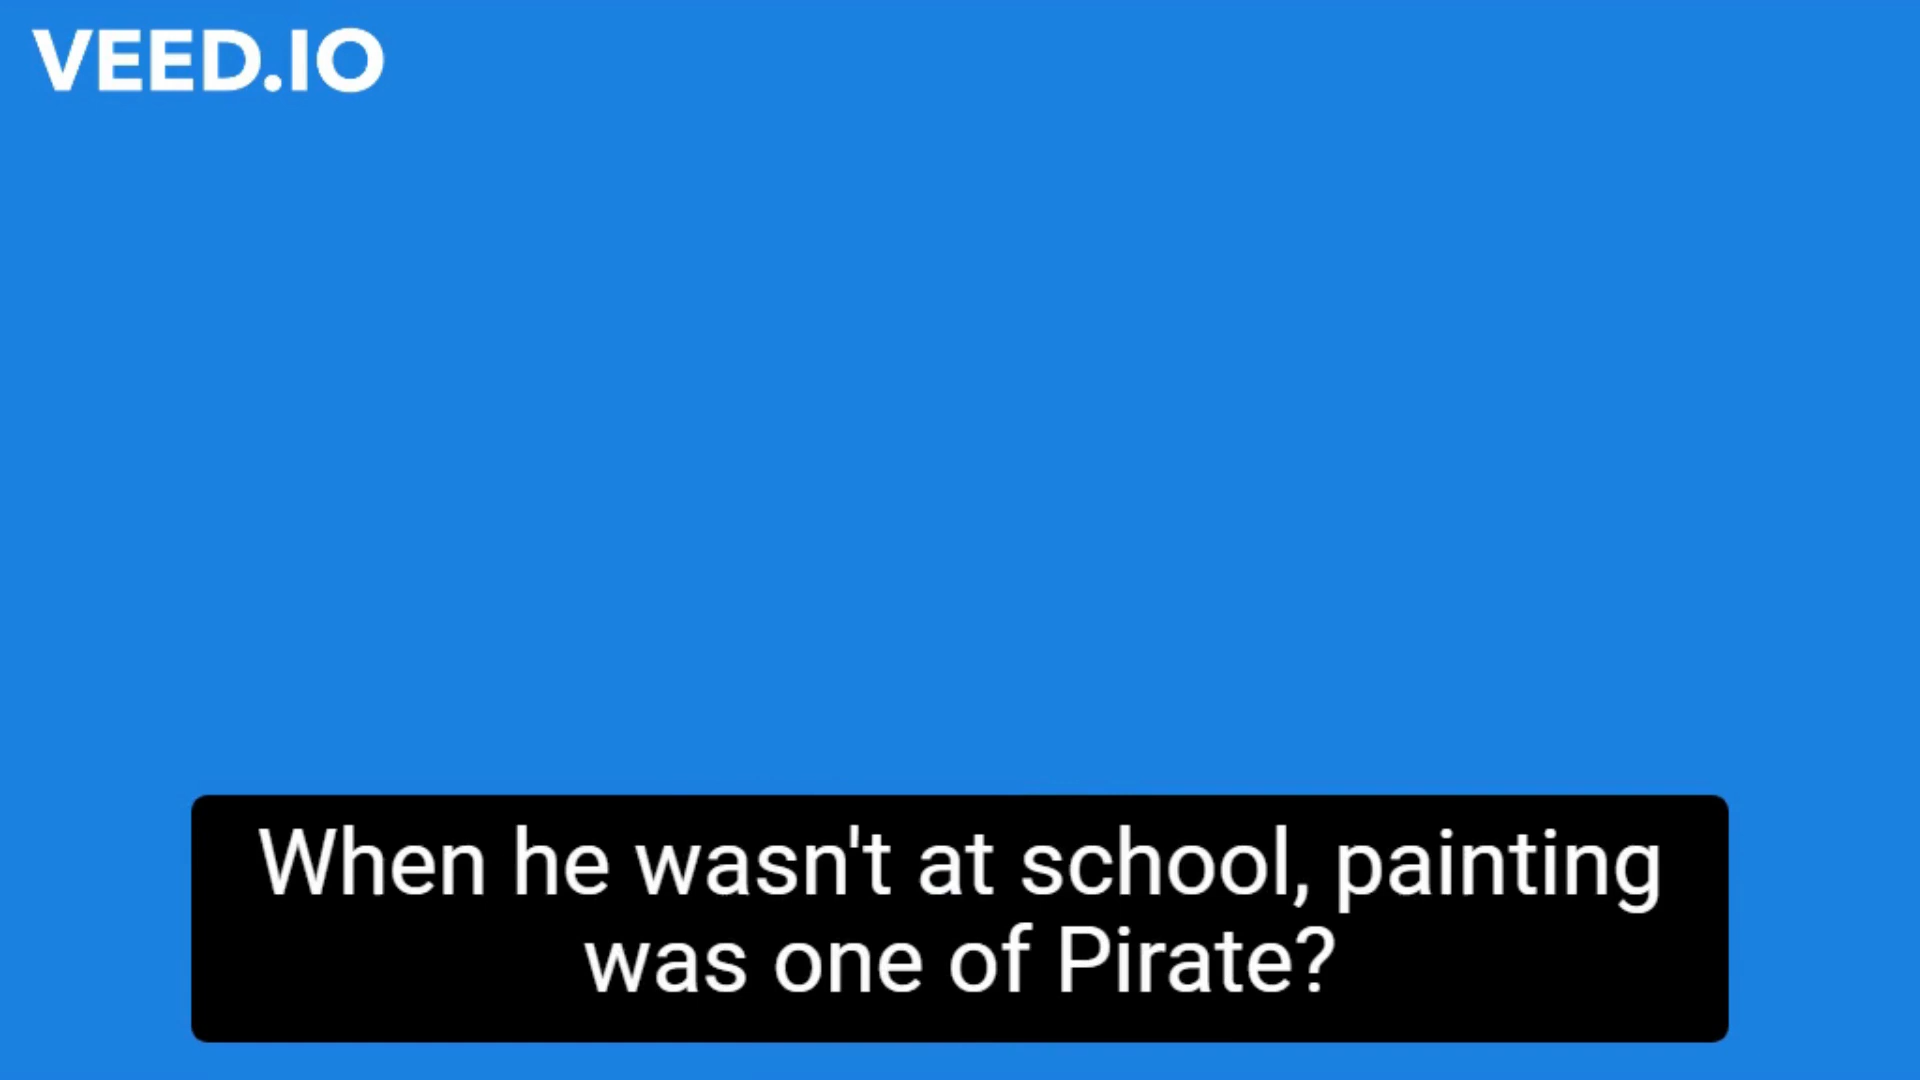 VEED.IO
When he wasn't at school, painting
was one of Pirate?